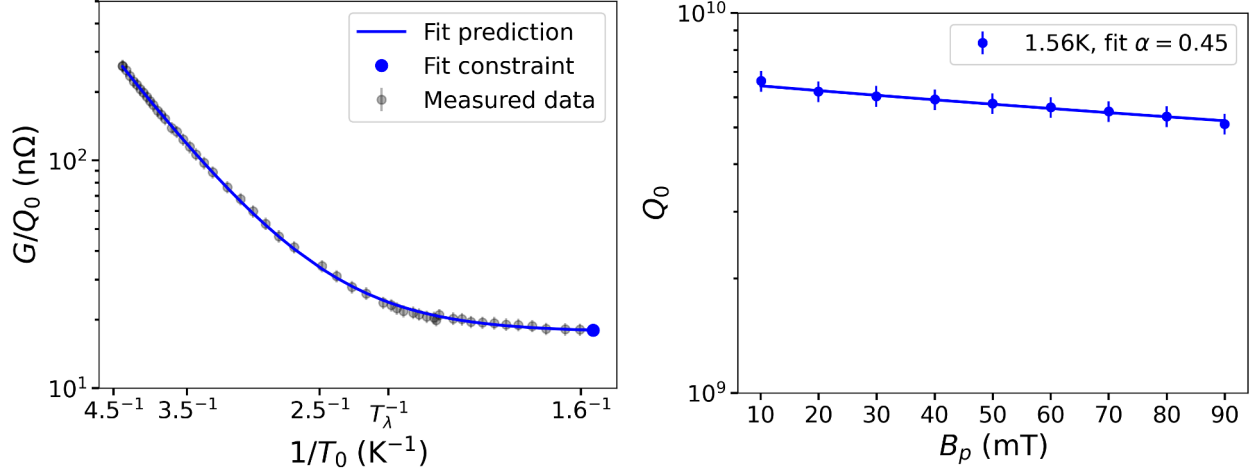 G/Q₀ (nΩ)
10²
10¹
Fit prediction
Fit constraint
Measured data
4.5⁻¹ 3.5⁻¹ 2.5⁻¹ T_λ⁻¹ 1.6⁻¹
1/T₀ (K⁻¹)
Q₀
10¹⁰
10⁹
1.56K, fit α = 0.45
10 20 30 40 50 60 70 80 90
Bₚ (mT)